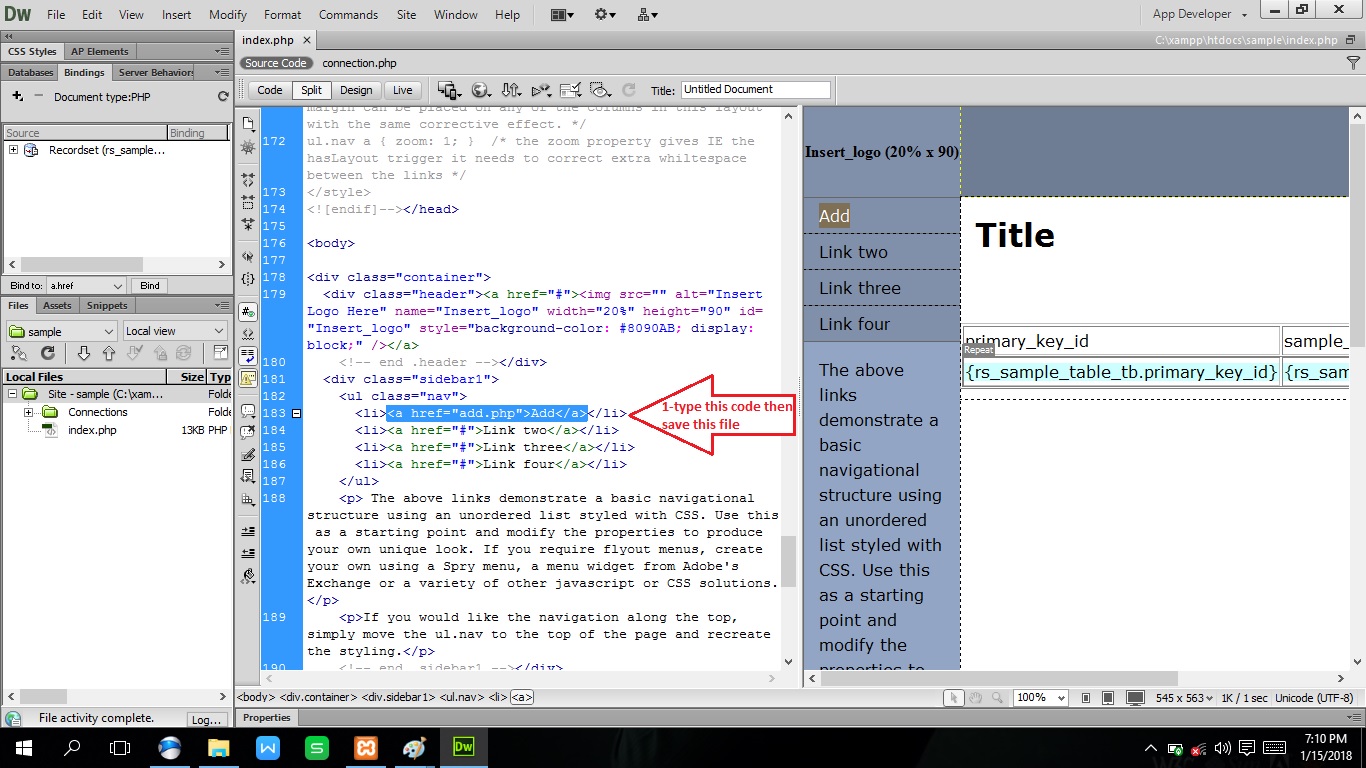 Dw File Edit View Insert Modify Format Commands Site Window Help App Developer
CSS Styles AP Elements
Databases Bindings Server Behaviors
Document type:PHP
Source Binding
Recordset (rs_sample...
Bind to: a.href Bind
Files Assets Snippets
sample Local view
Local Files Size Typ
Site - sample (C:\xam... Folde
Connections Folde
index.php 13KB PHP
File activity complete. Log...
index.php C:\xampp\htdocs\sample\index.php
Source Code connection.php
Code Split Design Live Title: Untitled Document
margin can be placed on any of the columns in this layout
with the same corrective effect. */
172 ul.nav a { zoom: 1; } /* the zoom property gives IE the
hasLayout trigger it needs to correct extra whiltespace
between the links */
173 </style>
174 <![endif]--></head>
175
176 <body>
177
178 <div class="container">
179 <div class="header"><a href="#"><img src="" alt="Insert
Logo Here" name="Insert_logo" width="20%" height="90" id=
"Insert_logo" style="background-color: #8090AB; display:
block;" /></a>
180 <!-- end .header --></div>
181 <div class="sidebar1">
182 <ul class="nav">
183 <li><a href="add.php">Add</a></li>
184 <li><a href="#">Link two</a></li>
185 <li><a href="#">Link three</a></li>
186 <li><a href="#">Link four</a></li>
187 </ul>
188 <p> The above links demonstrate a basic navigational
structure using an unordered list styled with CSS. Use this
as a starting point and modify the properties to produce
your own unique look. If you require flyout menus, create
your own using a Spry menu, a menu widget from Adobe's
Exchange or a variety of other javascript or CSS solutions.
</p>
189 <p>If you would like the navigation along the top,
simply move the ul.nav to the top of the page and recreate
the styling.</p>
190 <!-- end .sidebar1 --></div>
1-type this code then
save this file
Insert_logo (20% x 90)
Add
Link two
Link three
Link four
The above
links
demonstrate a
basic
navigational
structure using
an unordered
list styled with
CSS. Use this
as a starting
point and
modify the
properties to
Title
primary_key_id sample_
Repeat
{rs_sample_table_tb.primary_key_id} {rs_sam
<body> <div.container> <div.sidebar1> <ul.nav> <li> <a> 100% 545 x 563 1K / 1 sec Unicode (UTF-8)
Properties
W S Dw
7:10 PM
1/15/2018